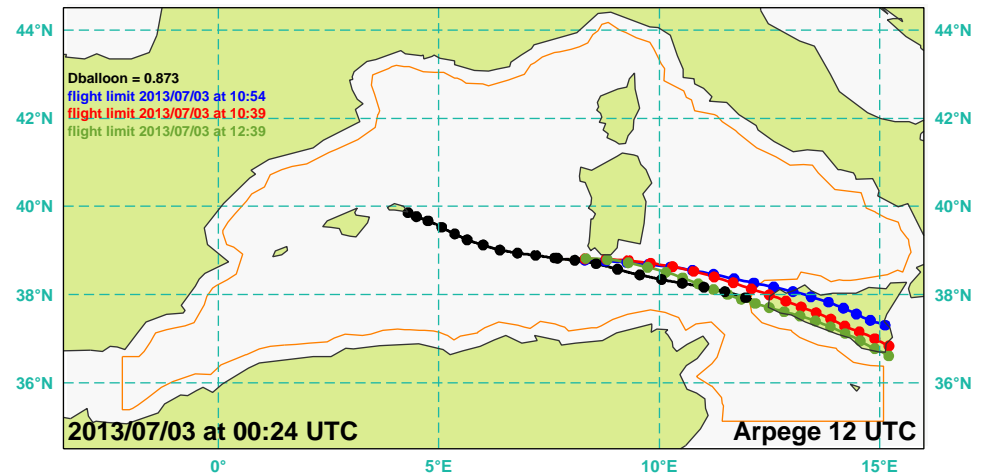 44°N
44°N
Dballoon = 0.873
flight limit 2013/07/03 at 10:54
flight limit 2013/07/03 at 10:39
42°N
42°N
flight limit 2013/07/03 at 12:39
40°N
40°N
38°N
38°N
36°N
36°N
2013/07/03 at 00:24 UTC
Arpege 12 UTC
0°
5°E
10°E
15°E